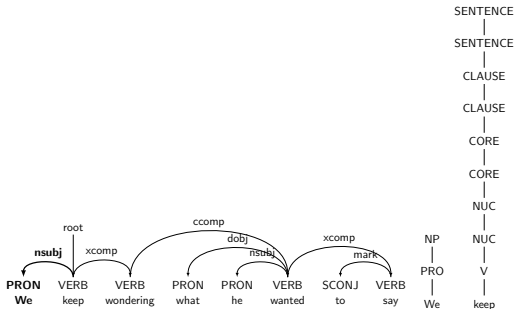 SENTENCE
SENTENCE
CLAUSE
CLAUSE
CORE
CORE
NUC
root
ccomp
nsubj xcomp dobj nsubj xcomp mark NP NUC
PRON VERB VERB PRON PRON VERB SCONJ VERB PRO V
We keep wondering what he wanted to say We keep